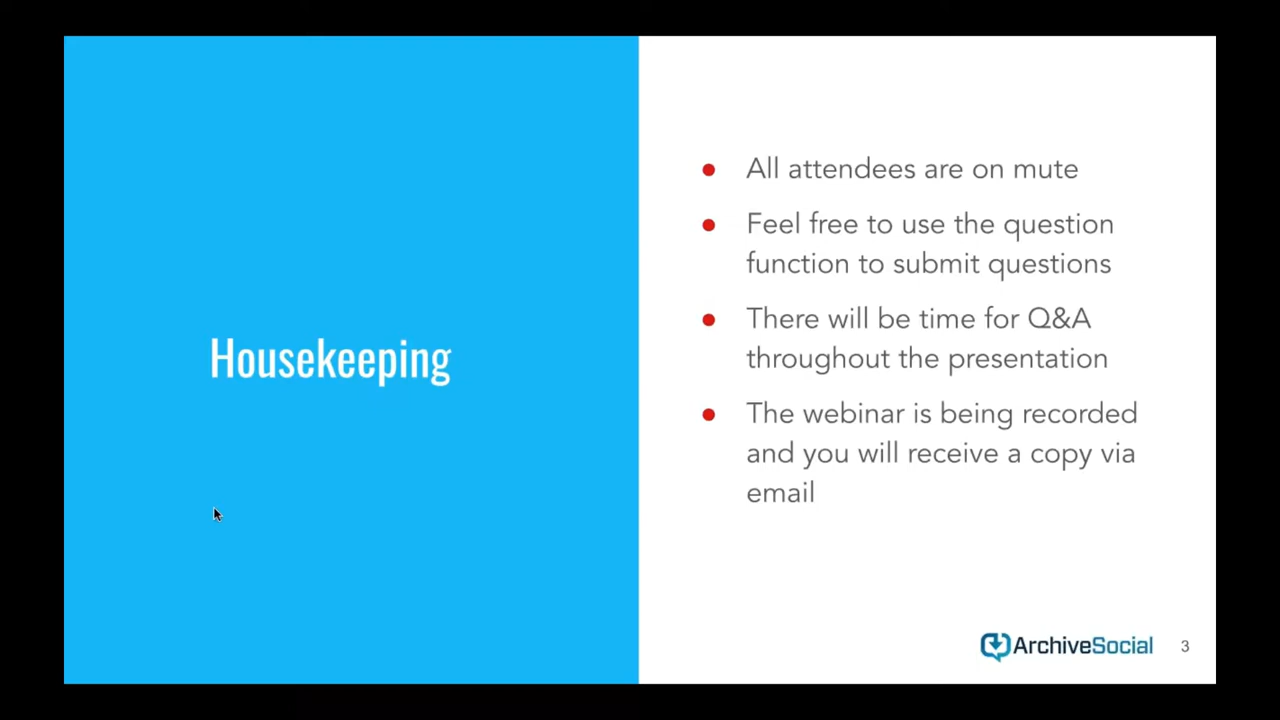 Housekeeping
All attendees are on mute
Feel free to use the question
function to submit questions
There will be time for Q&A
throughout the presentation
The webinar is being recorded
and you will receive a copy via
email
ArchiveSocial
3